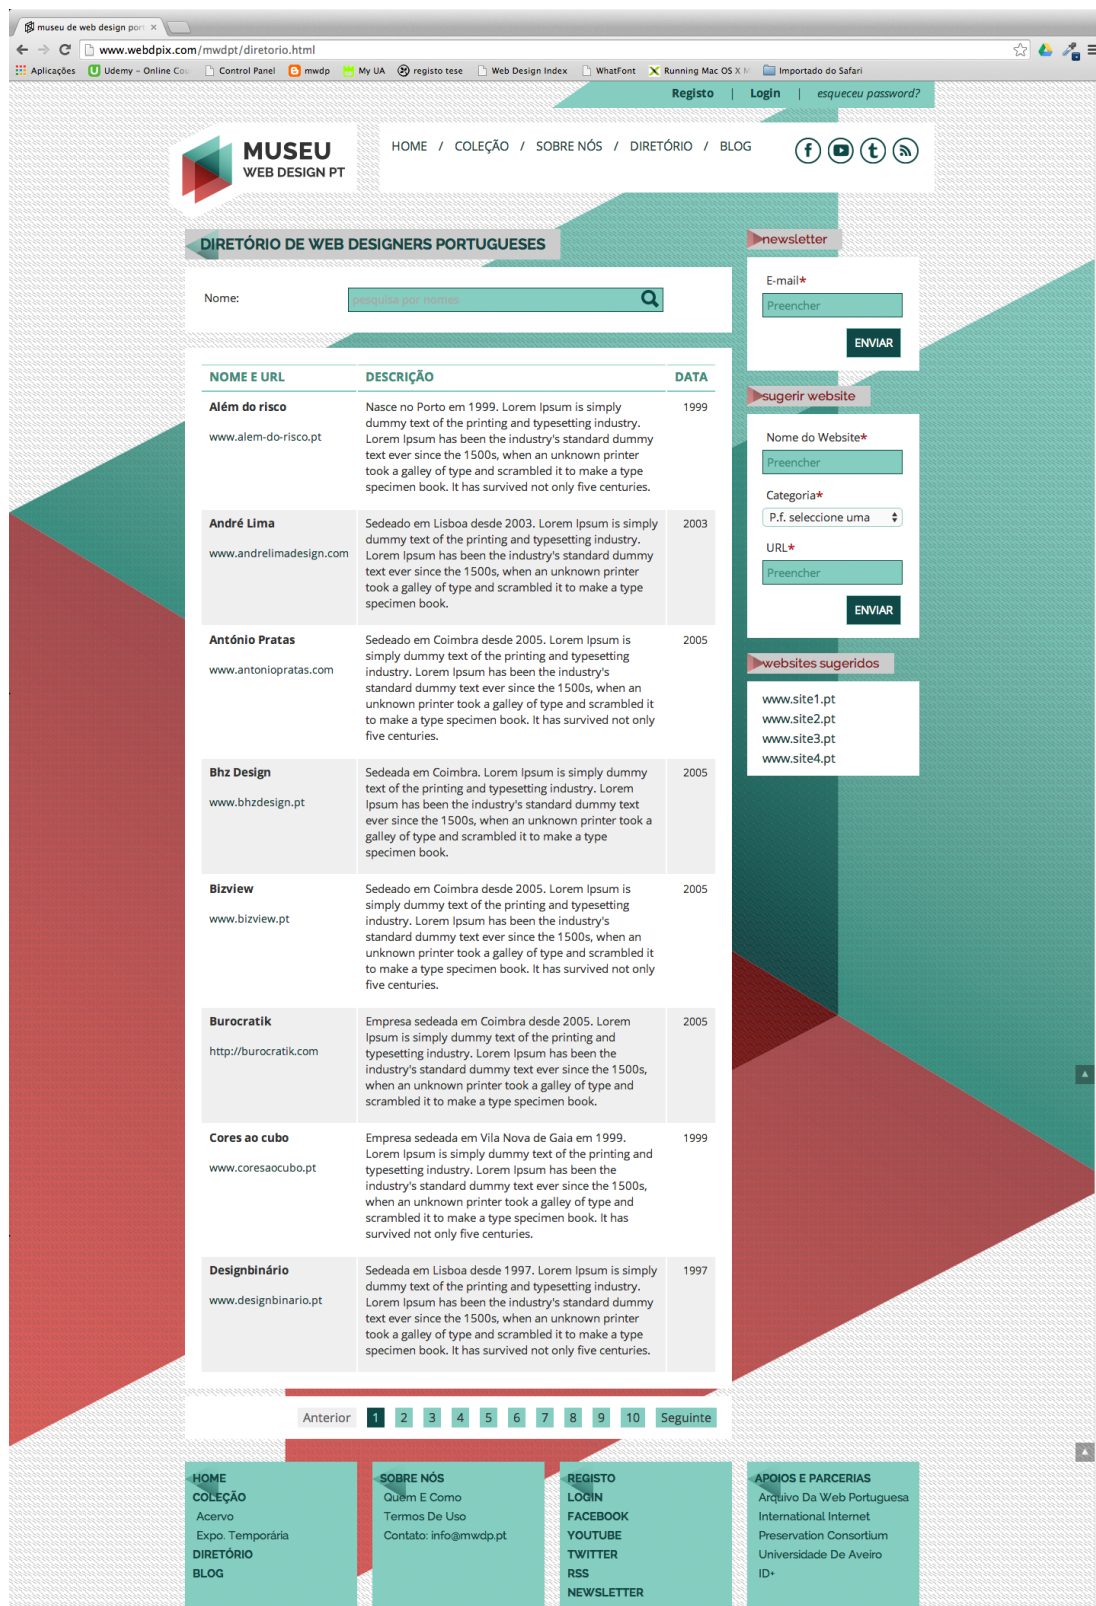 museu de web design port
www.webdpix.com/mwdpt/diretorio.html
Aplicações Udemy – Online Cou Control Panel mwdp My UA registo tese Web Design Index WhatFont Running Mac OS X Importado do Safari
Registo | Login | esqueceu password?
MUSEU
WEB DESIGN PT
HOME / COLEÇÃO / SOBRE NÓS / DIRETÓRIO / BLOG
DIRETÓRIO DE WEB DESIGNERS PORTUGUESES
Nome:
pesquisa por nomes
NOME E URL DESCRIÇÃO DATA
Além do risco
www.alem-do-risco.pt
Nasce no Porto em 1999. Lorem Ipsum is simply
dummy text of the printing and typesetting industry.
Lorem Ipsum has been the industry's standard dummy
text ever since the 1500s, when an unknown printer
took a galley of type and scrambled it to make a type
specimen book. It has survived not only five centuries.
1999
André Lima
www.andrelimadesign.com
Sedeado em Lisboa desde 2003. Lorem Ipsum is simply
dummy text of the printing and typesetting industry.
Lorem Ipsum has been the industry's standard dummy
text ever since the 1500s, when an unknown printer
took a galley of type and scrambled it to make a type
specimen book.
2003
António Pratas
www.antoniopratas.com
Sedeado em Coimbra desde 2005. Lorem Ipsum is
simply dummy text of the printing and typesetting
industry. Lorem Ipsum has been the industry's
standard dummy text ever since the 1500s, when an
unknown printer took a galley of type and scrambled it
to make a type specimen book. It has survived not only
five centuries.
2005
Bhz Design
www.bhzdesign.pt
Sedeada em Coimbra. Lorem Ipsum is simply dummy
text of the printing and typesetting industry. Lorem
Ipsum has been the industry's standard dummy text
ever since the 1500s, when an unknown printer took a
galley of type and scrambled it to make a type
specimen book.
2005
Bizview
www.bizview.pt
Sedeado em Coimbra desde 2005. Lorem Ipsum is
simply dummy text of the printing and typesetting
industry. Lorem Ipsum has been the industry's
standard dummy text ever since the 1500s, when an
unknown printer took a galley of type and scrambled it
to make a type specimen book. It has survived not only
five centuries.
2005
Burocratik
http://burocratik.com
Empresa sedeada em Coimbra desde 2005. Lorem
Ipsum is simply dummy text of the printing and
typesetting industry. Lorem Ipsum has been the
industry's standard dummy text ever since the 1500s,
when an unknown printer took a galley of type and
scrambled it to make a type specimen book.
2005
Cores ao cubo
www.coresaocubo.pt
Empresa sedeada em Vila Nova de Gaia em 1999.
Lorem Ipsum is simply dummy text of the printing and
typesetting industry. Lorem Ipsum has been the
industry's standard dummy text ever since the 1500s,
when an unknown printer took a galley of type and
scrambled it to make a type specimen book. It has
survived not only five centuries.
1999
Designbinário
www.designbinario.pt
Sedeada em Lisboa desde 1997. Lorem Ipsum is simply
dummy text of the printing and typesetting industry.
Lorem Ipsum has been the industry's standard dummy
text ever since the 1500s, when an unknown printer
took a galley of type and scrambled it to make a type
specimen book. It has survived not only five centuries.
1997
Anterior 1 2 3 4 5 6 7 8 9 10 Seguinte
newsletter
E-mail*
Preencher
ENVIAR
sugerir website
Nome do Website*
Preencher
Categoria*
P.f. seleccione uma
URL*
Preencher
ENVIAR
websites sugeridos
www.site1.pt
www.site2.pt
www.site3.pt
www.site4.pt
HOME
COLEÇÃO
Acervo
Expo. Temporária
DIRETÓRIO
BLOG
SOBRE NÓS
Quem E Como
Termos De Uso
Contato: info@mwdp.pt
REGISTO
LOGIN
FACEBOOK
YOUTUBE
TWITTER
RSS
NEWSLETTER
APOIOS E PARCERIAS
Arquivo Da Web Portuguesa
International Internet
Preservation Consortium
Universidade De Aveiro
ID+